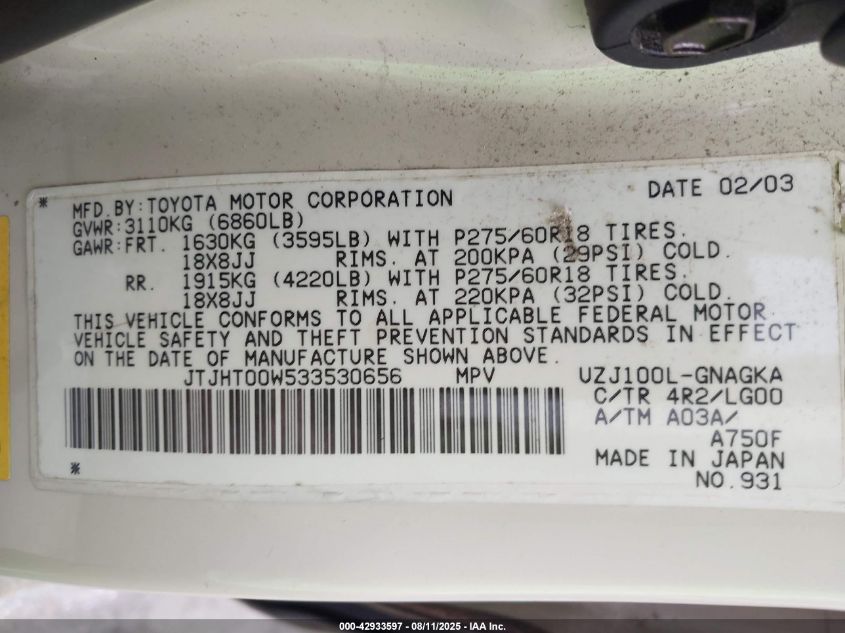 * MFD.BY:TOYOTA MOTOR CORPORATION DATE 02/03
GVWR:3110KG (6860LB)
GAWR:FRT. 1630KG (3595LB) WITH P275/60R18 TIRES.
18X8JJ RIMS. AT 200KPA (29PSI) COLD.
RR. 1915KG (4220LB) WITH P275/60R18 TIRES.
18X8JJ RIMS. AT 220KPA (32PSI) COLD.
THIS VEHICLE CONFORMS TO ALL APPLICABLE FEDERAL MOTOR
VEHICLE SAFETY AND THEFT PREVENTION STANDARDS IN EFFECT
ON THE DATE OF MANUFACTURE SHOWN ABOVE.
JTJHT00W533530656 MPV UZJ100L-GNAGKA
C/TR 4R2/LG00
A/TM A03A/
A750F
* MADE IN JAPAN
NO.931
000-42933597 - 08/11/2025 - IAA Inc.